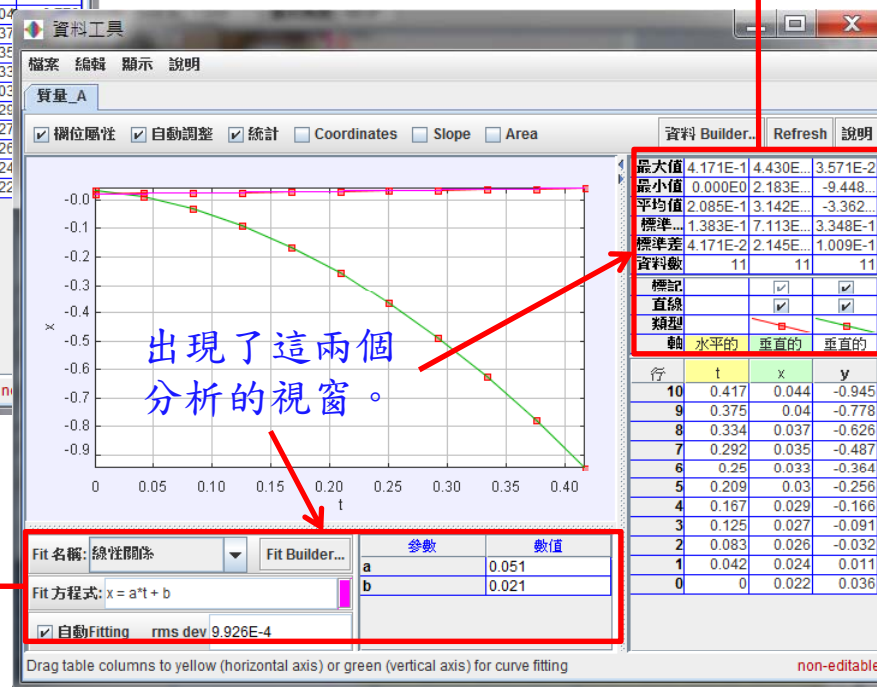 資料工具
檔案 編輯 顯示 說明
質量_A
欄位屬性 自動調整 統計 Coordinates Slope Area 資料 Builder... Refresh 說明
最大值 4.171E-1 4.430E... 3.571E-2
最小值 0.000E0 2.183E... -9.448...
平均值 2.085E-1 3.142E... -3.362...
標準... 1.383E-1 7.113E... 3.348E-1
標準差 4.171E-2 2.145E... 1.009E-1
資料數 11 11 11
標記
直線
類型
軸 水平的 垂直的 垂直的
行 t x y
10 0.417 0.044 -0.945
9 0.375 0.04 -0.778
8 0.334 0.037 -0.626
7 0.292 0.035 -0.487
6 0.25 0.033 -0.364
5 0.209 0.03 -0.256
4 0.167 0.029 -0.166
3 0.125 0.027 -0.091
2 0.083 0.026 -0.032
1 0.042 0.024 0.011
0 0 0.022 0.036
-0.0
-0.1
-0.2
-0.3
-0.4
-0.5
-0.6
-0.7
-0.8
-0.9
x
0 0.05 0.10 0.15 0.20 0.25 0.30 0.35 0.40
t
出現了這兩個
分析的視窗。
Fit 名稱: 線性關係 Fit Builder...
Fit 方程式: x = a*t + b
自動Fitting rms dev 9.926E-4
參數 數值
a 0.051
b 0.021
Drag table columns to yellow (horizontal axis) or green (vertical axis) for curve fitting
non-editable